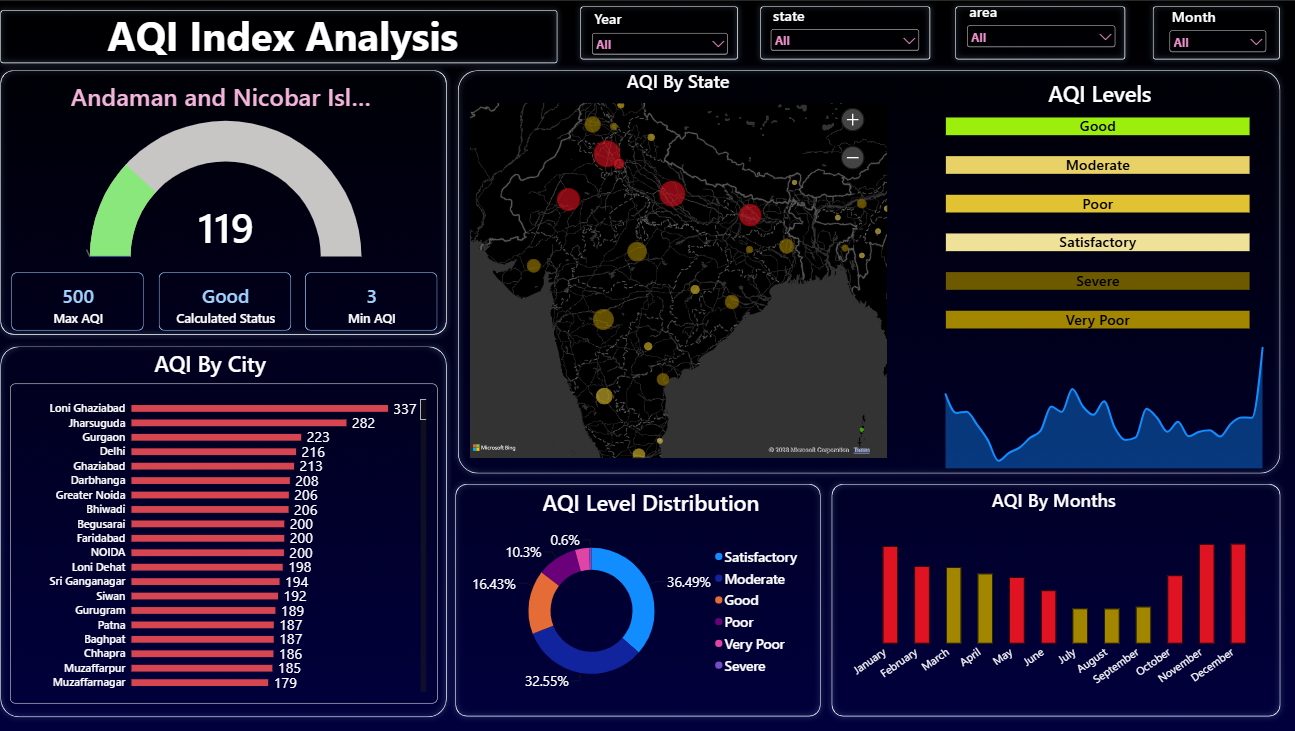 AQI Index Analysis
Year
All
state
All
area
All
Month
All
Andaman and Nicobar Isl...
119
500
Max AQI
Good
Calculated Status
3
Min AQI
AQI By State
+
−
Microsoft Bing
© 2023 Microsoft Corporation Terms
AQI Levels
Good
Moderate
Poor
Satisfactory
Severe
Very Poor
AQI By City
Loni Ghaziabad 337
Jharsuguda 282
Gurgaon 223
Delhi 216
Ghaziabad 213
Darbhanga 208
Greater Noida 206
Bhiwadi 206
Begusarai 200
Faridabad 200
NOIDA 200
Loni Dehat 198
Sri Ganganagar 194
Siwan 192
Gurugram 189
Patna 187
Baghpat 187
Chhapra 186
Muzaffarpur 185
Muzaffarnagar 179
AQI Level Distribution
0.6%
10.3%
16.43%
32.55%
36.49%
Satisfactory
Moderate
Good
Poor
Very Poor
Severe
AQI By Months
January
February
March
April
May
June
July
August
September
October
November
December